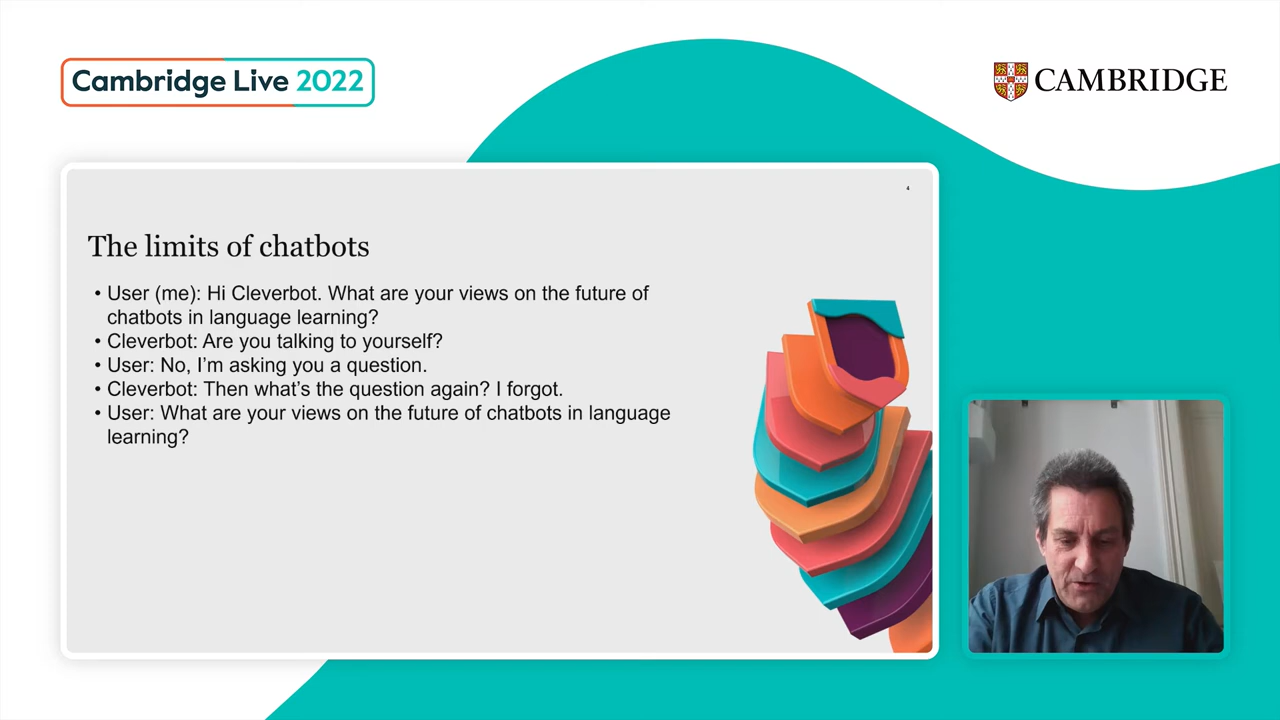 Cambridge Live 2022
CAMBRIDGE
4
The limits of chatbots
• User (me): Hi Cleverbot. What are your views on the future of
chatbots in language learning?
• Cleverbot: Are you talking to yourself?
• User: No, I’m asking you a question.
• Cleverbot: Then what’s the question again? I forgot.
• User: What are your views on the future of chatbots in language
learning?